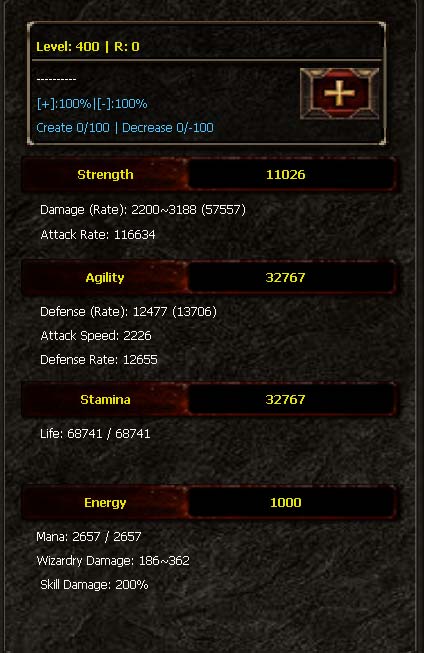 Level: 400 | R: 0
----------
[+]:100%|[-]:100%
Create 0/100 | Decrease 0/-100
Strength 11026
Damage (Rate): 2200~3188 (57557)
Attack Rate: 116634
Agility 32767
Defense (Rate): 12477 (13706)
Attack Speed: 2226
Defense Rate: 12655
Stamina 32767
Life: 68741 / 68741
Energy 1000
Mana: 2657 / 2657
Wizardry Damage: 186~362
Skill Damage: 200%